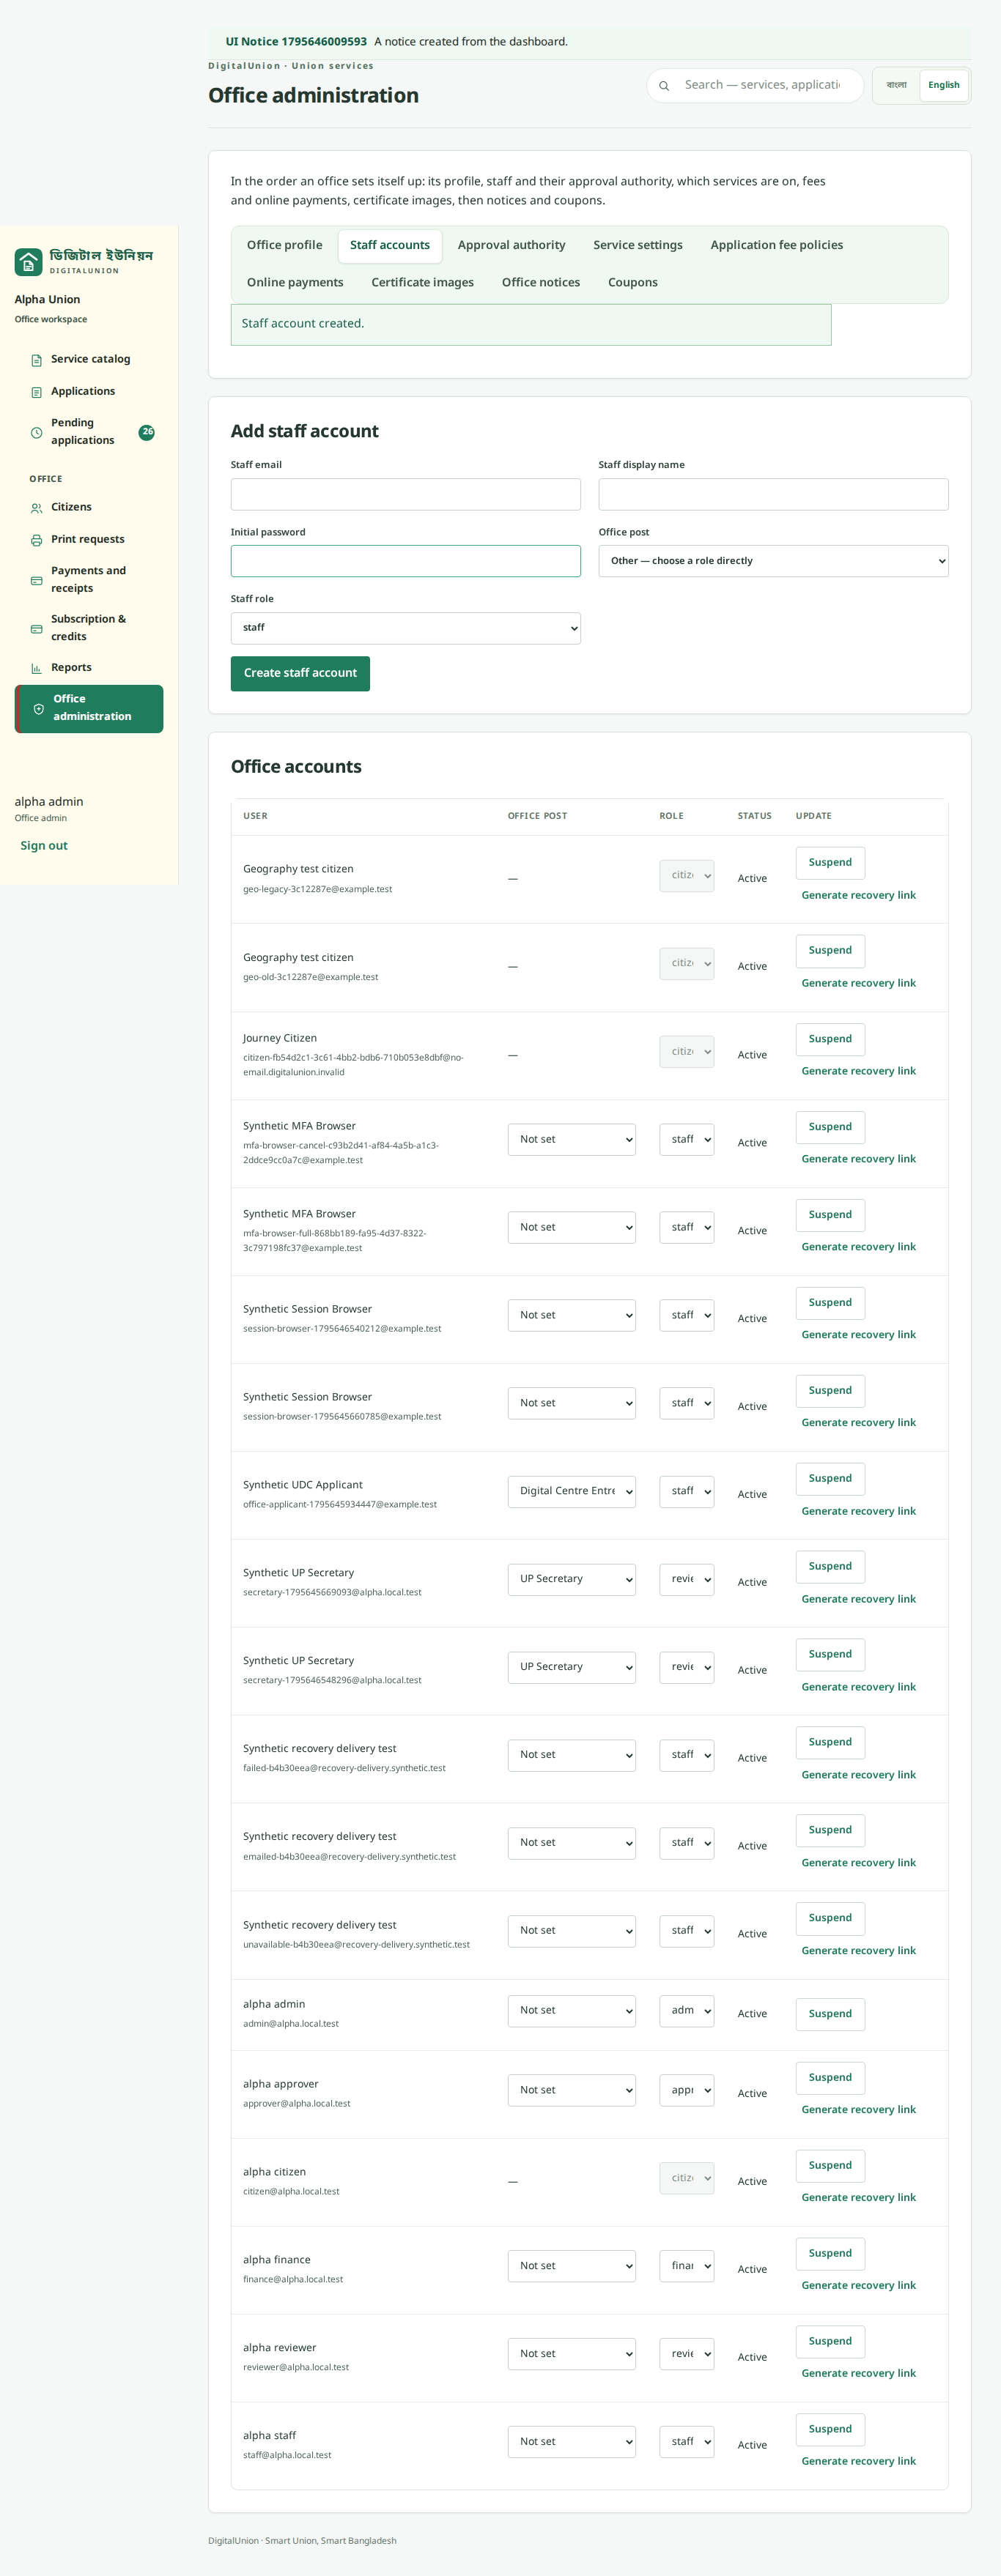 UI Notice 1795646009593 A notice created from the dashboard.
DigitalUnion · Union services
Office administration
Search — services, applicati
বাংলা
English
ডিজিটাল ইউনিয়ন
DIGITALUNION
Alpha Union
Office workspace
Service catalog
Applications
Pending
applications
26
OFFICE
Citizens
Print requests
Payments and
receipts
Subscription &
credits
Reports
Office
administration
alpha admin
Office admin
Sign out
In the order an office sets itself up: its profile, staff and their approval authority, which services are on, fees
and online payments, certificate images, then notices and coupons.
Office profile Staff accounts Approval authority Service settings Application fee policies
Online payments Certificate images Office notices Coupons
Staff account created.
Add staff account
Staff email Staff display name
Initial password Office post
Other — choose a role directly
Staff role
staff
Create staff account
Office accounts
USER OFFICE POST ROLE STATUS UPDATE
Geography test citizen
geo-legacy-3c12287e@example.test
— citize Active
Suspend
Generate recovery link
Geography test citizen
geo-old-3c12287e@example.test
— citize Active
Suspend
Generate recovery link
Journey Citizen
citizen-fb54d2c1-3c61-4bb2-bdb6-710b053e8dbf@no-
email.digitalunion.invalid
— citize Active
Suspend
Generate recovery link
Synthetic MFA Browser
mfa-browser-cancel-c93b2d41-af84-4a5b-a1c3-
2ddce9cc0a7c@example.test
Not set staff Active
Suspend
Generate recovery link
Synthetic MFA Browser
mfa-browser-full-868bb189-fa95-4d37-8322-
3c797198fc37@example.test
Not set staff Active
Suspend
Generate recovery link
Synthetic Session Browser
session-browser-1795646540212@example.test
Not set staff Active
Suspend
Generate recovery link
Synthetic Session Browser
session-browser-1795645660785@example.test
Not set staff Active
Suspend
Generate recovery link
Synthetic UDC Applicant
office-applicant-1795645934447@example.test
Digital Centre Entre staff Active
Suspend
Generate recovery link
Synthetic UP Secretary
secretary-1795645669093@alpha.local.test
UP Secretary revie Active
Suspend
Generate recovery link
Synthetic UP Secretary
secretary-1795646548296@alpha.local.test
UP Secretary revie Active
Suspend
Generate recovery link
Synthetic recovery delivery test
failed-b4b30eea@recovery-delivery.synthetic.test
Not set staff Active
Suspend
Generate recovery link
Synthetic recovery delivery test
emailed-b4b30eea@recovery-delivery.synthetic.test
Not set staff Active
Suspend
Generate recovery link
Synthetic recovery delivery test
unavailable-b4b30eea@recovery-delivery.synthetic.test
Not set staff Active
Suspend
Generate recovery link
alpha admin
admin@alpha.local.test
Not set adm Active
Suspend
alpha approver
approver@alpha.local.test
Not set appr Active
Suspend
Generate recovery link
alpha citizen
citizen@alpha.local.test
— citize Active
Suspend
Generate recovery link
alpha finance
finance@alpha.local.test
Not set finan Active
Suspend
Generate recovery link
alpha reviewer
reviewer@alpha.local.test
Not set revie Active
Suspend
Generate recovery link
alpha staff
staff@alpha.local.test
Not set staff Active
Suspend
Generate recovery link
DigitalUnion · Smart Union, Smart Bangladesh